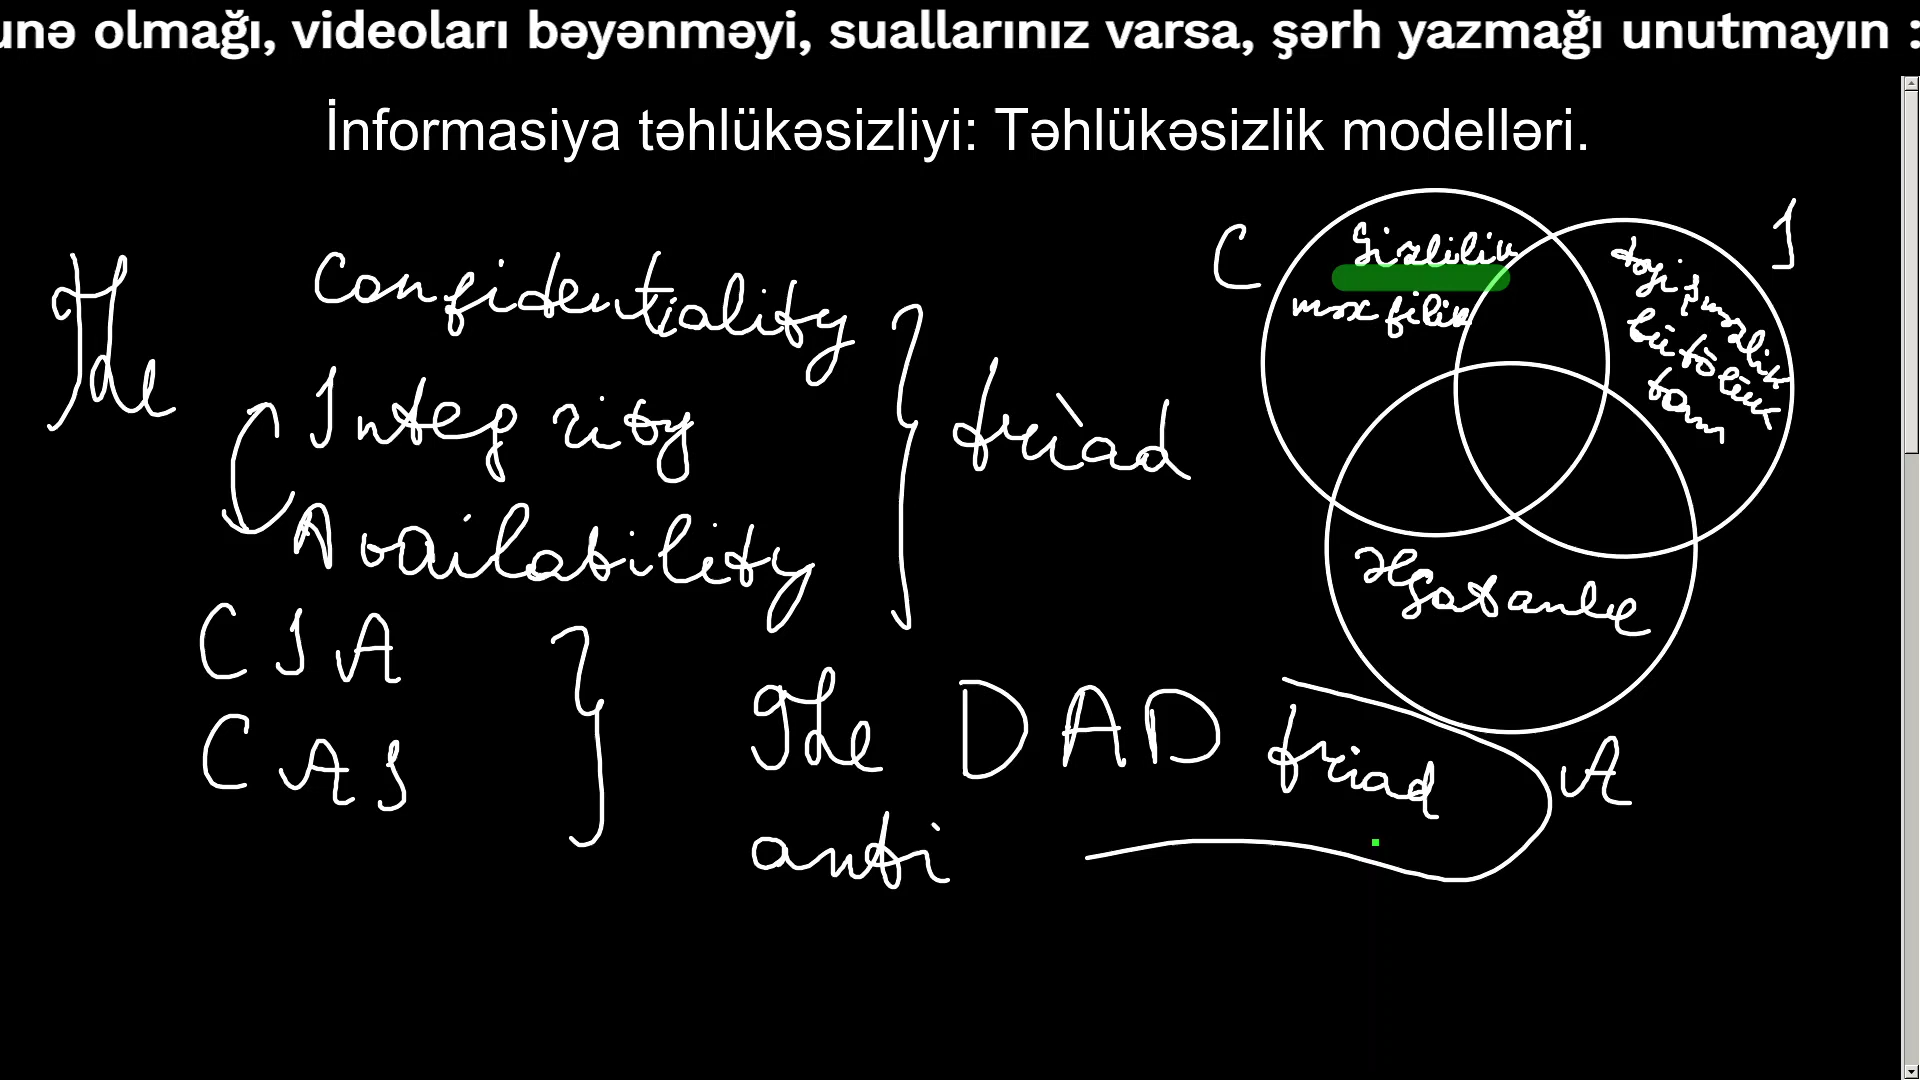 unə olmağı, videoları bəyənməyi, suallarınız varsa, şərh yazmağı unutmayın :
İnformasiya təhlükəsizliyi: Təhlükəsizlik modelləri.
The
Confidentiality
Integrity
Availability
triad
CIA
CAI
The DAD triad
anti
C
Gizlilik
məxfilik
I
dəyişməzlik
bütövlük
tam
əlçatanlıq
A